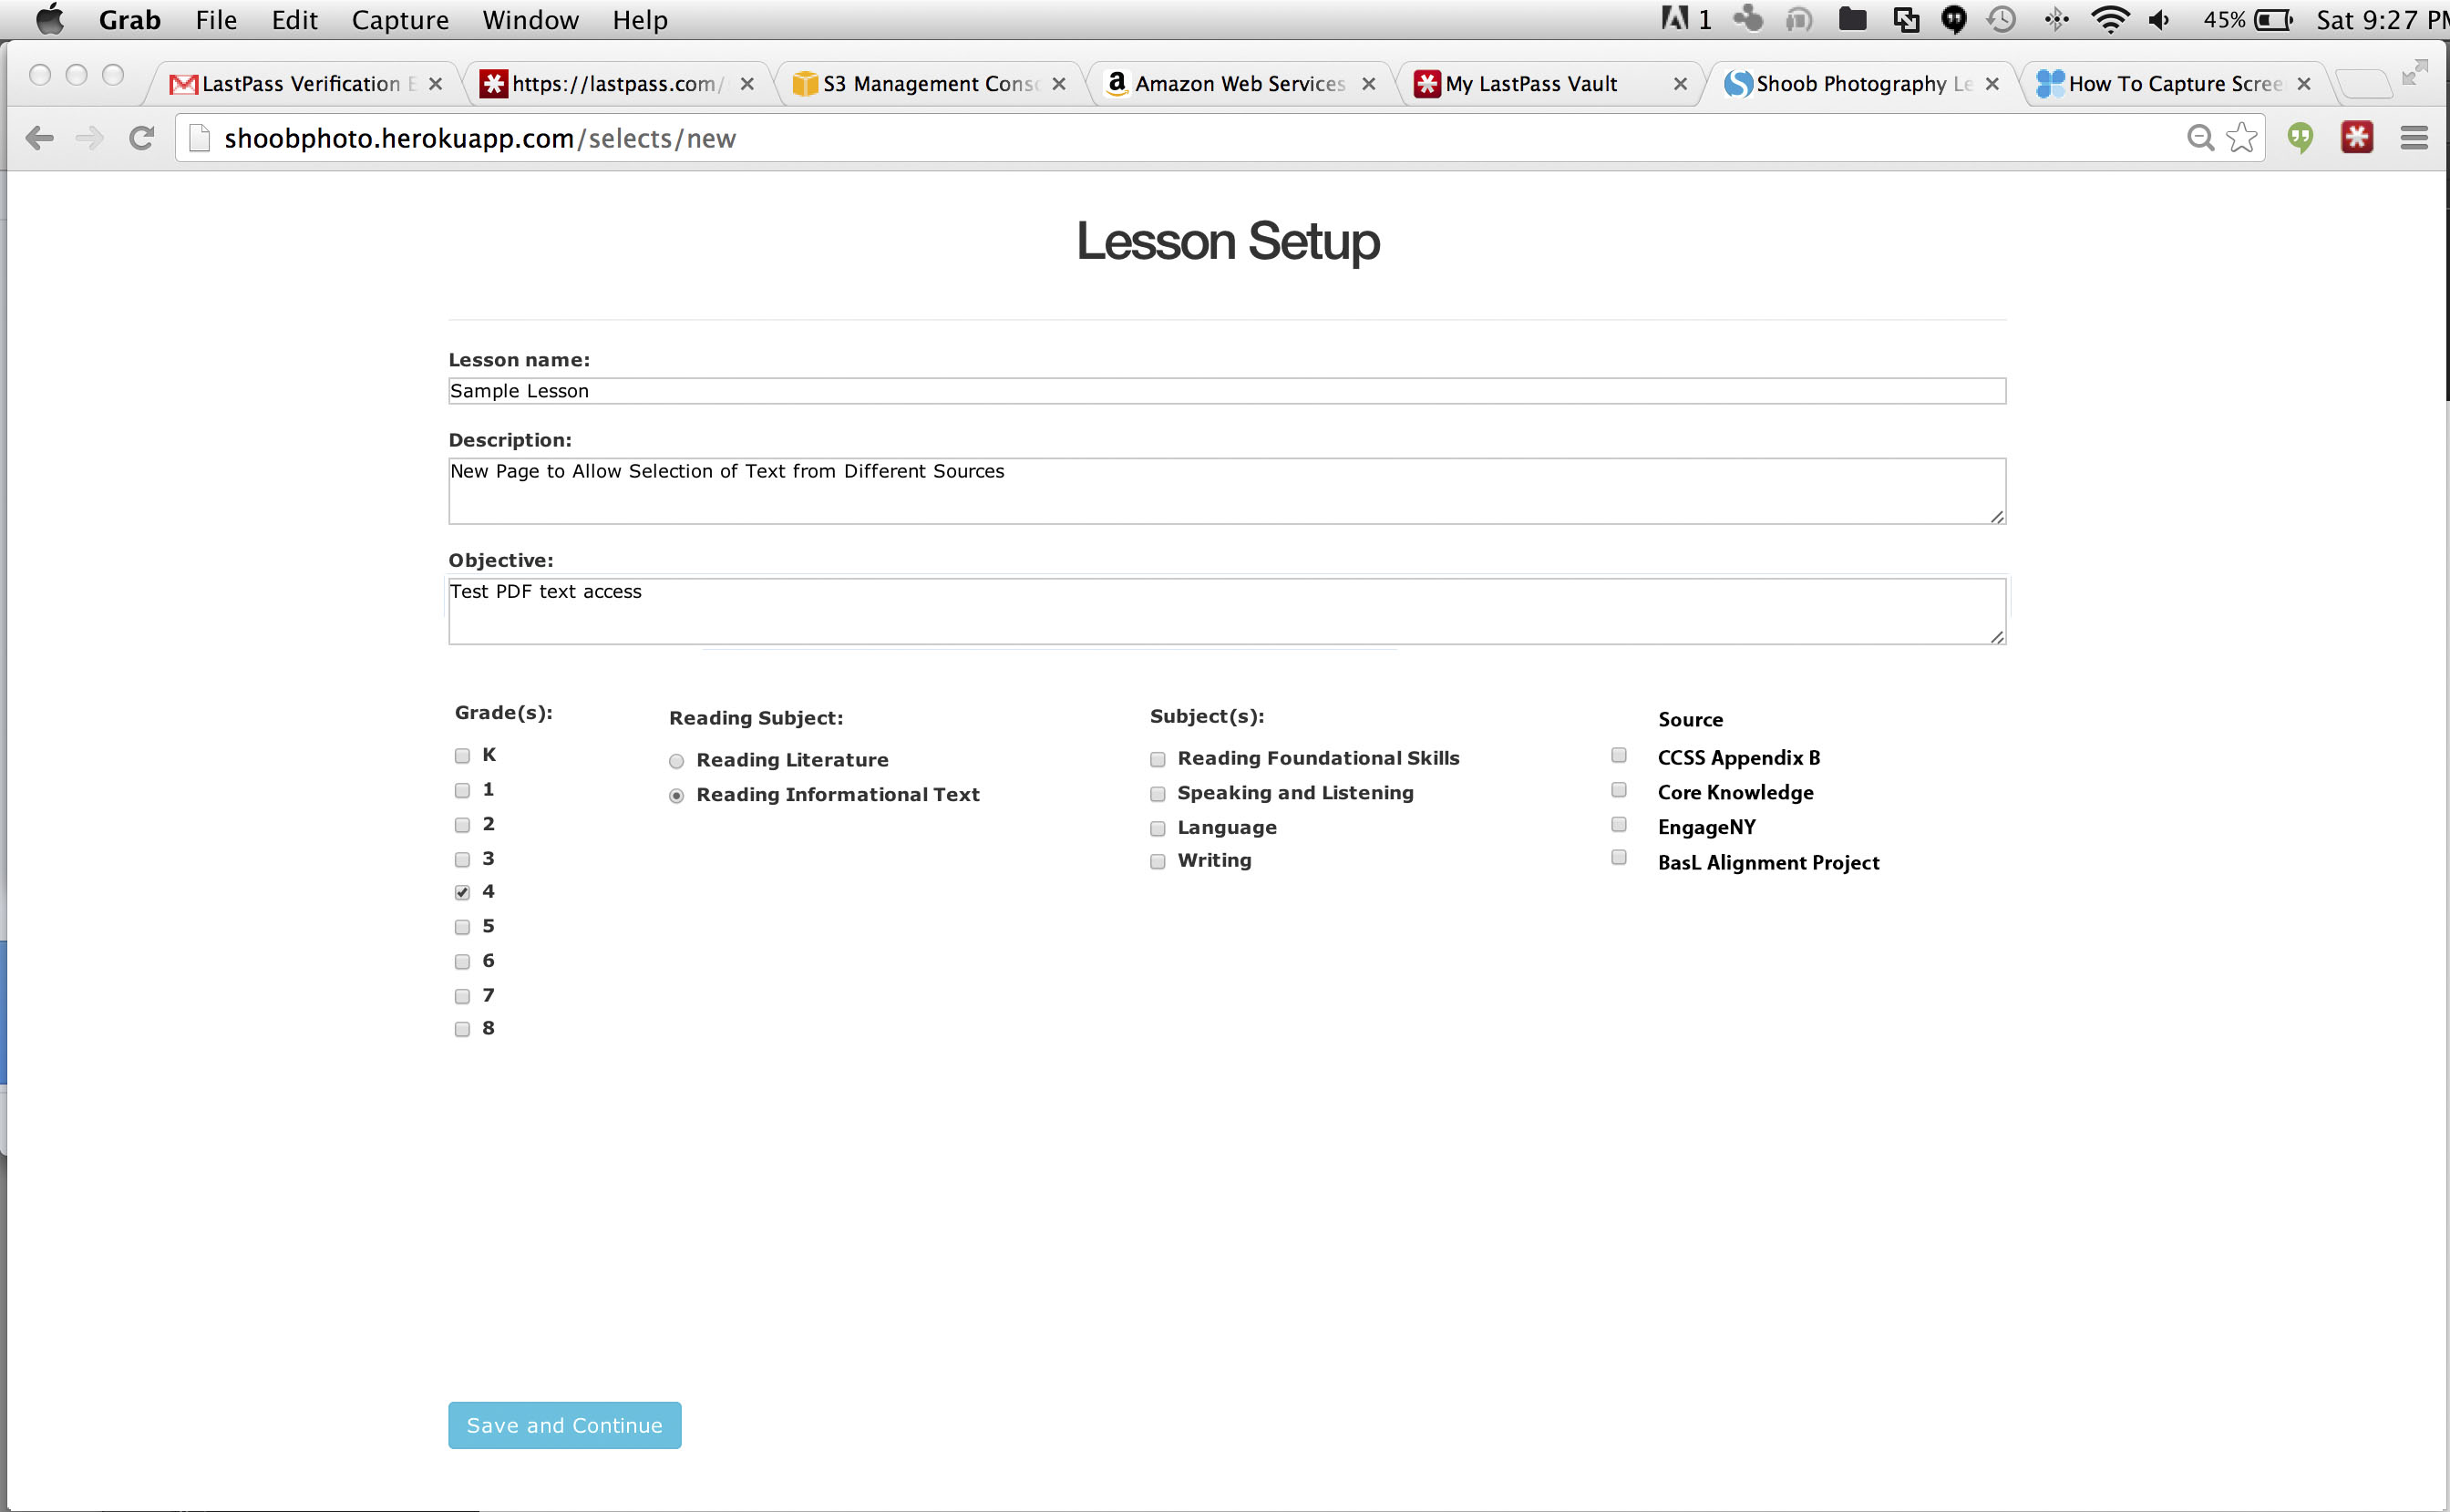 Grab File Edit Capture Window Help 1 45% Sat 9:27 PM
LastPass Verification E https://lastpass.com/ S3 Management Conso Amazon Web Services My LastPass Vault Shoob Photography Le How To Capture Scree
shoobphoto.herokuapp.com/selects/new
Lesson Setup
Lesson name:
Sample Lesson
Description:
New Page to Allow Selection of Text from Different Sources
Objective:
Test PDF text access
Grade(s):
K
1
2
3
4
5
6
7
8
Reading Subject:
Reading Literature
Reading Informational Text
Subject(s):
Reading Foundational Skills
Speaking and Listening
Language
Writing
Source
CCSS Appendix B
Core Knowledge
EngageNY
BasL Alignment Project
Save and Continue